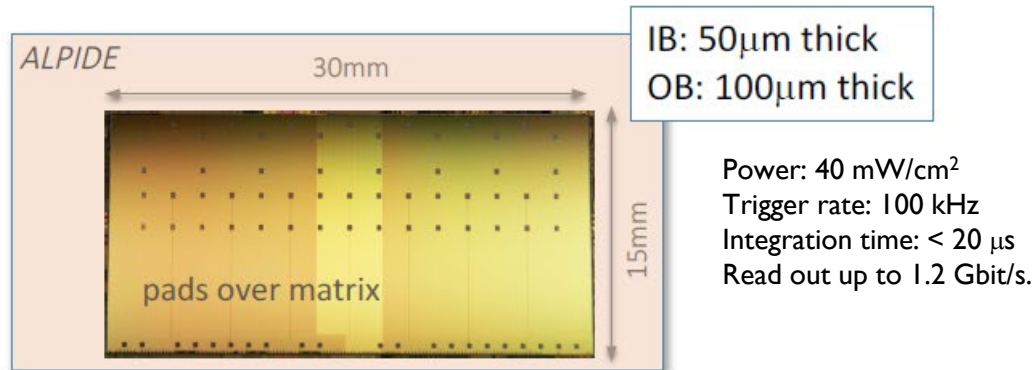 ALPIDE
30mm
IB: 50μm thick
OB: 100μm thick
15mm
pads over matrix
Power: 40 mW/cm²
Trigger rate: 100 kHz
Integration time: < 20 μs
Read out up to 1.2 Gbit/s.